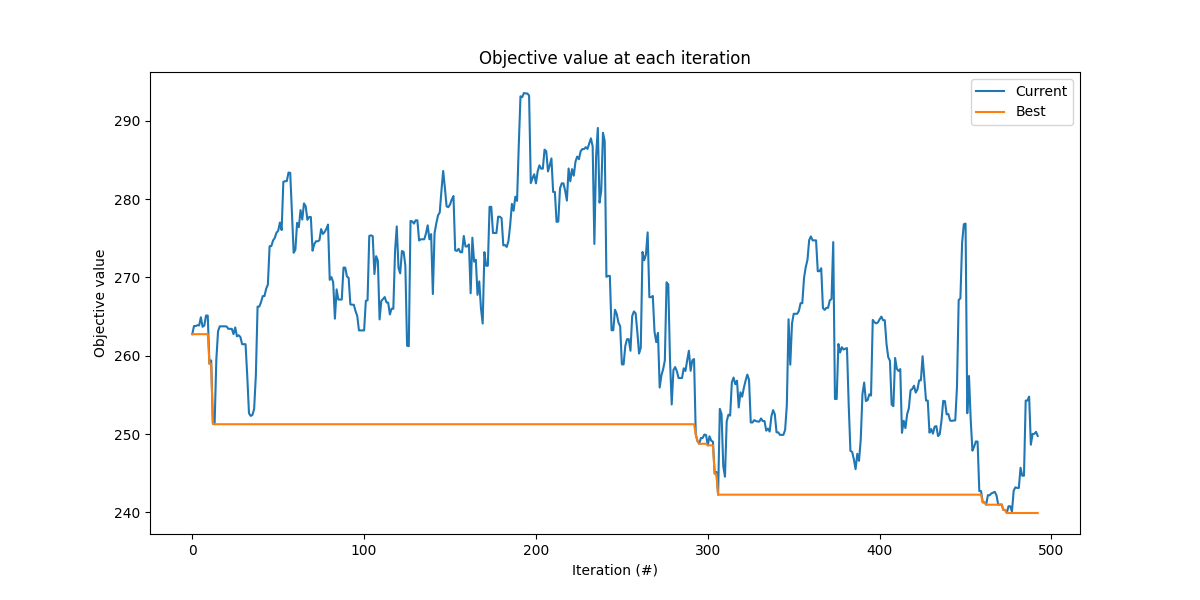 Objective value at each iteration
Current
Best
Objective value
290
280
270
260
250
240
0
100
200
300
400
500
Iteration (#)